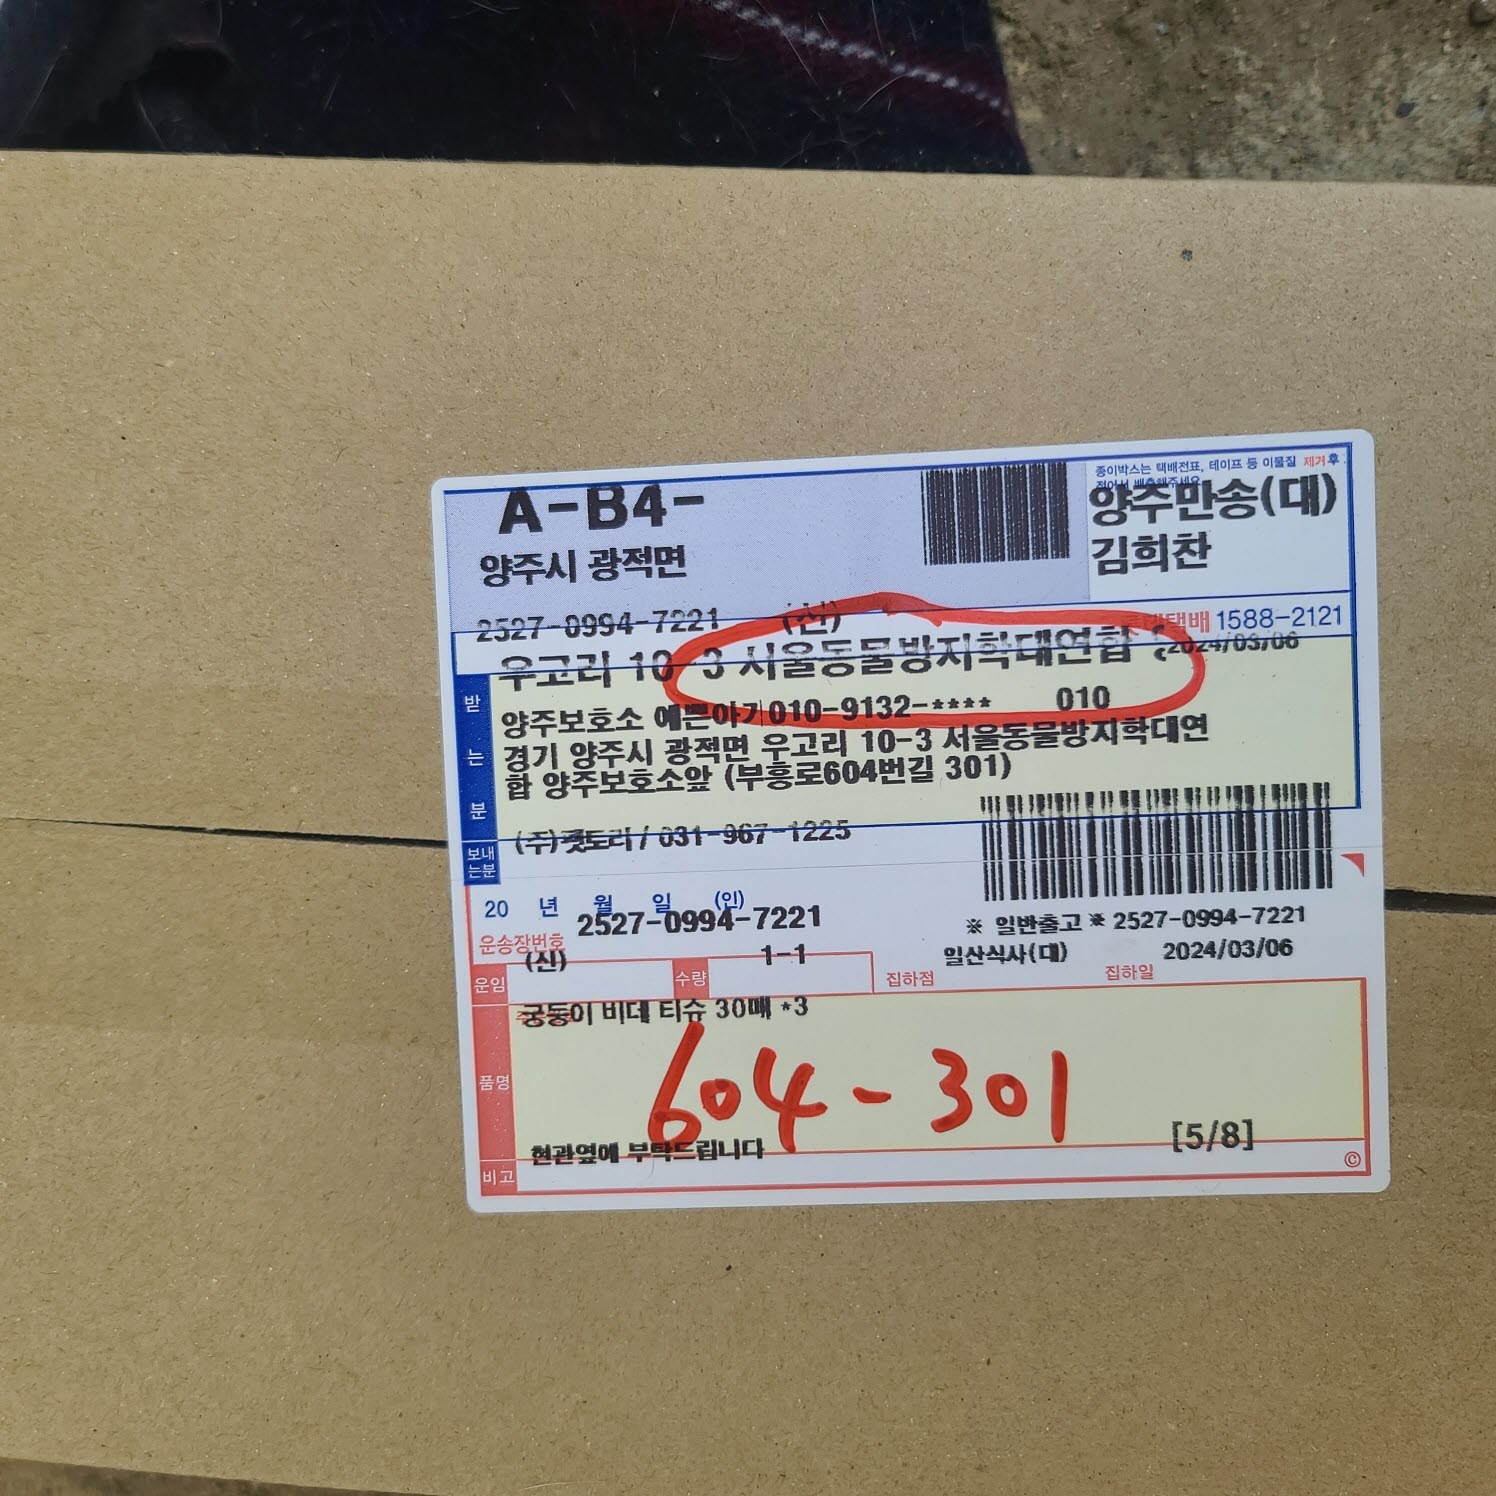 A-B4-
종이박스는 택배전표, 테이프 등 이물질 제거후
접어서 배출해주세요
양주만송(대)
양주시 광적면
김희찬
2527-0994-7221 (신)
택배 1588-2121
2024/03/06
우고리 10-3 서울동물방지학대연합
받는분
양주보호소 예쁜아기 010-9132-**** 010
경기 양주시 광적면 우고리 10-3 서울동물방지학대연
합 양주보호소앞 (부흥로604번길 301)
보내는분
(주)펫토리 / 031-967-1225
20 년 월 일 (인)
운송장번호 2527-0994-7221
※ 일반출고 ※ 2527-0994-7221
(신) 1-1
일산식사(대) 2024/03/06
운임 수량 집하점 집하일
궁둥이 비데 티슈 30매 *3
품명
604-301
[5/8]
현관옆에 부탁드립니다
비고
©